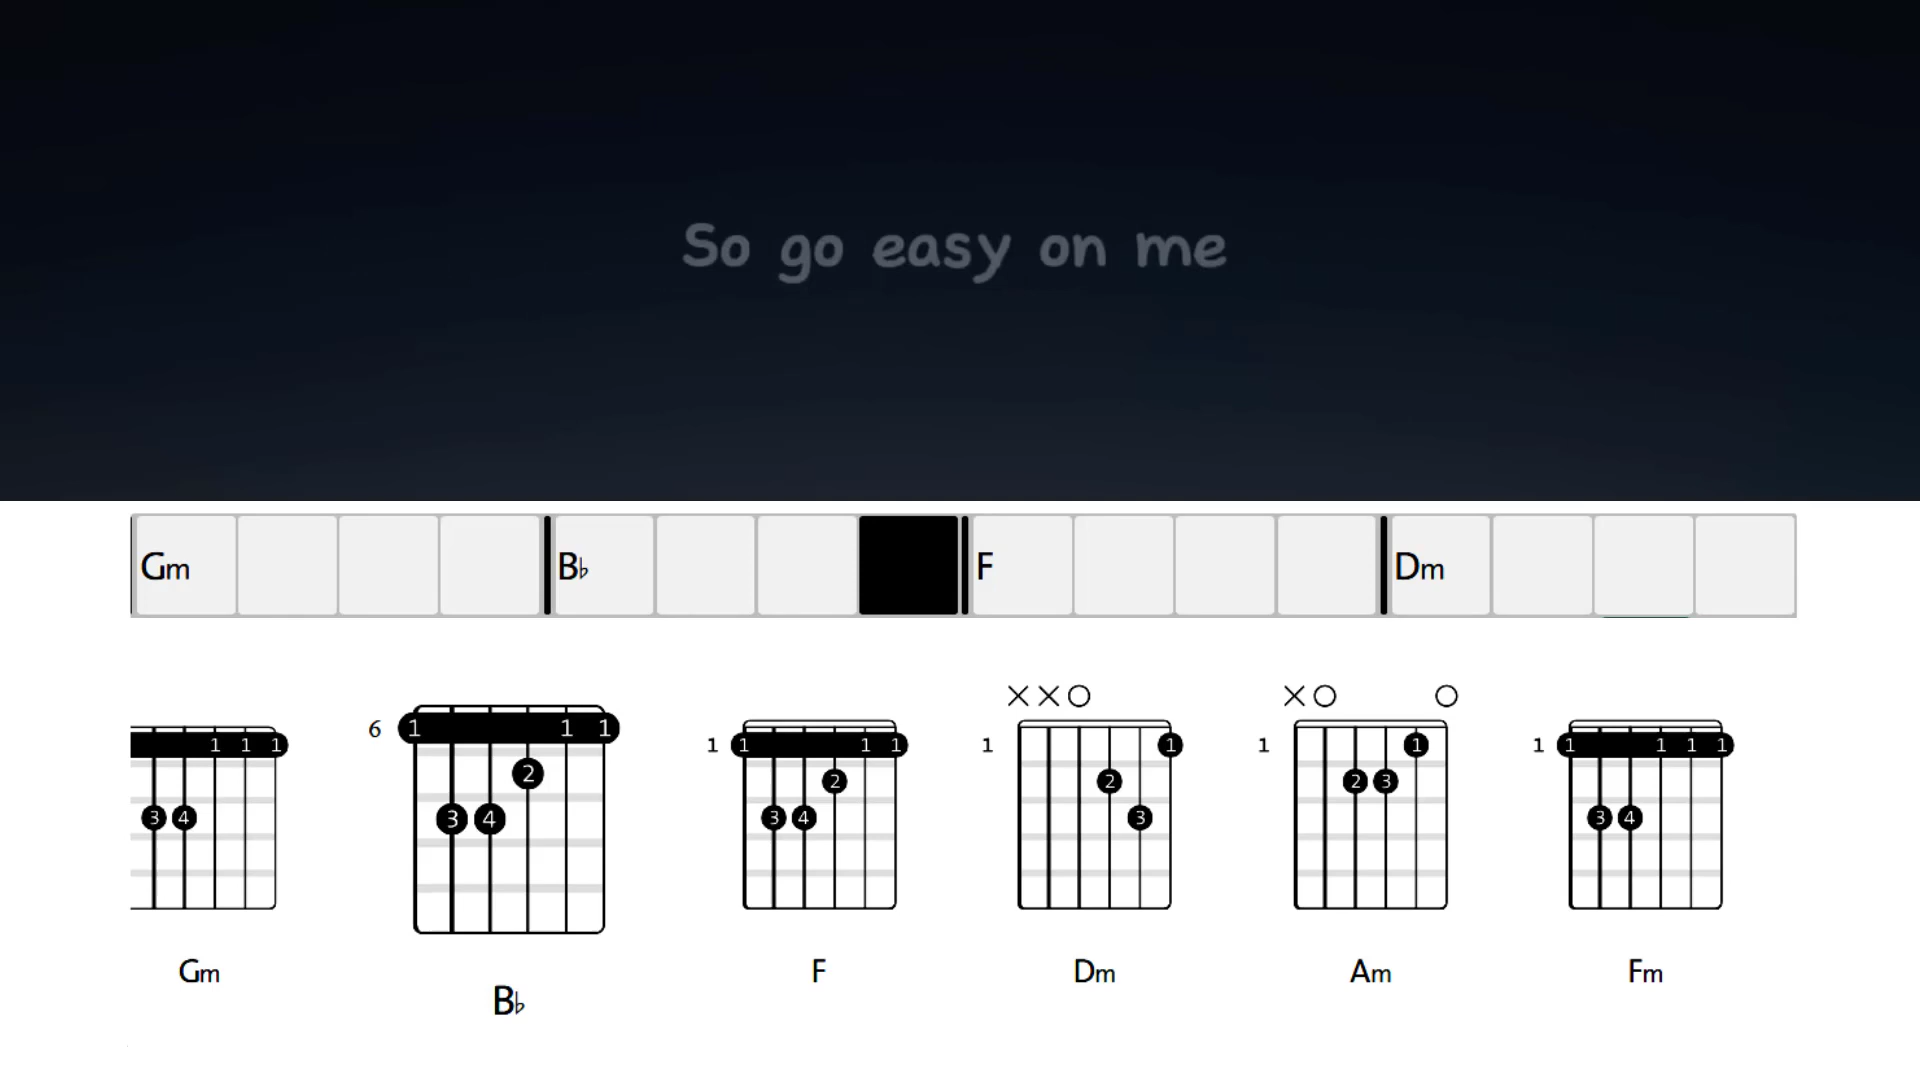 So go easy on me
Gm B♭ F Dm
× × ○ × ○ ○
6 1 1 1
1 1 1 1 1 1 1 1 1 1 1 1 1 1 1
2 2 2 3
3 4 3 4 3 3 4
3 4
Gm F Dm Am Fm
B♭